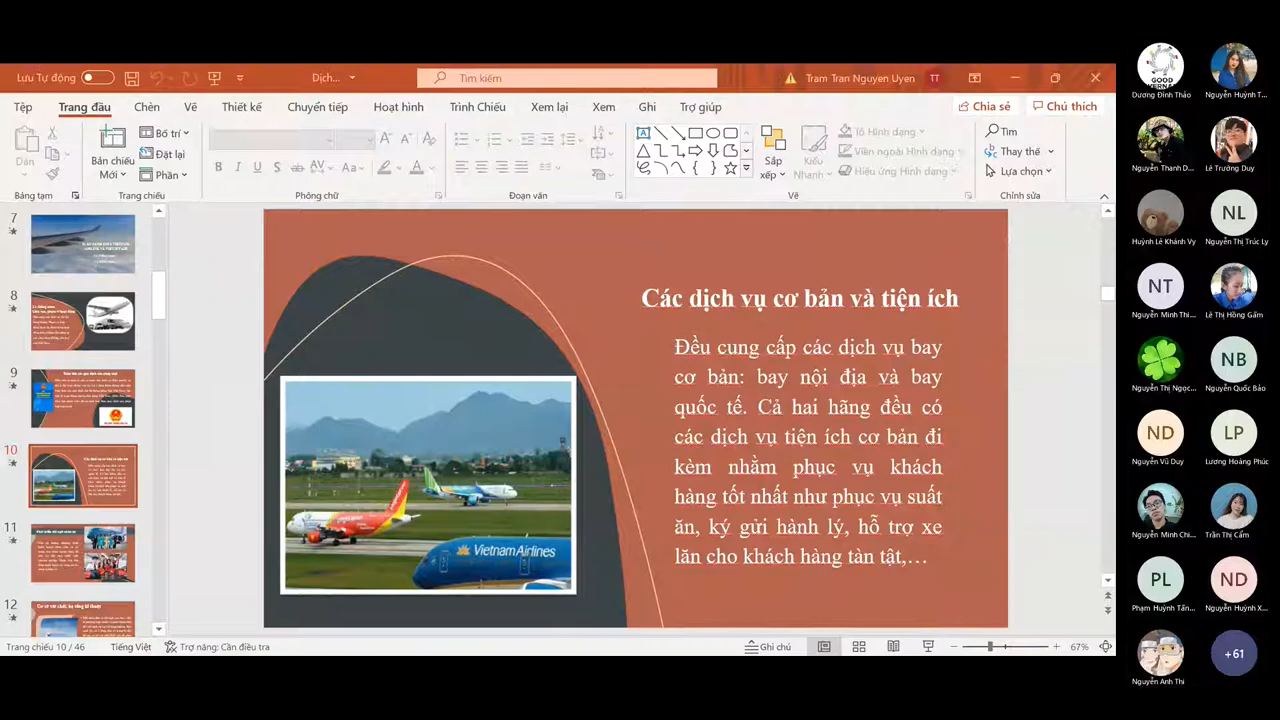 Lưu Tự động
Dịch...
Tìm kiếm
Tram Tran Nguyen Uyen
TT
Tệp
Trang đầu
Chèn
Vẽ
Thiết kế
Chuyển tiếp
Hoạt hình
Trình Chiếu
Xem lại
Xem
Ghi
Trợ giúp
Chia sẻ
Chú thích
Dán
Bản chiếu
Mới
Bố trí
Đặt lại
Phần
Sắp
xếp
Kiểu
Nhanh
Tô Hình dạng
Viền ngoài Hình dạng
Hiệu ứng Hình dạng
Tìm
Thay thế
Lựa chọn
Bảng tạm
Trang chiếu
Phông chữ
Đoạn văn
Vẽ
Chỉnh sửa
7
8
9
10
11
12
Các dịch vụ cơ bản và tiện ích
Đều cung cấp các dịch vụ bay
cơ bản: bay nội địa và bay
quốc tế. Cả hai hãng đều có
các dịch vụ tiện ích cơ bản đi
kèm nhằm phục vụ khách
hàng tốt nhất như phục vụ suất
ăn, ký gửi hành lý, hỗ trợ xe
lăn cho khách hàng tàn tật,…
Vietnam Airlines
Trang chiếu 10 / 46
Tiếng Việt
Trợ năng: Cần điều tra
Ghi chú
67%
GOOD
Dương Đình Thảo
Nguyễn Huỳnh T...
Nguyễn Thanh D...
Lê Trường Duy
Huỳnh Lê Khánh Vy
NL
Nguyễn Thị Trúc Ly
NT
Nguyễn Minh Thi...
Lê Thị Hồng Gấm
Nguyễn Thị Ngọc...
NB
Nguyễn Quốc Bảo
ND
Nguyễn Vũ Duy
LP
Lương Hoàng Phúc
Nguyễn Minh Chi...
Trần Thị Cẩm
PL
Phạm Huỳnh Tấn...
ND
Nguyễn Huỳnh X...
Nguyễn Anh Thi
+61